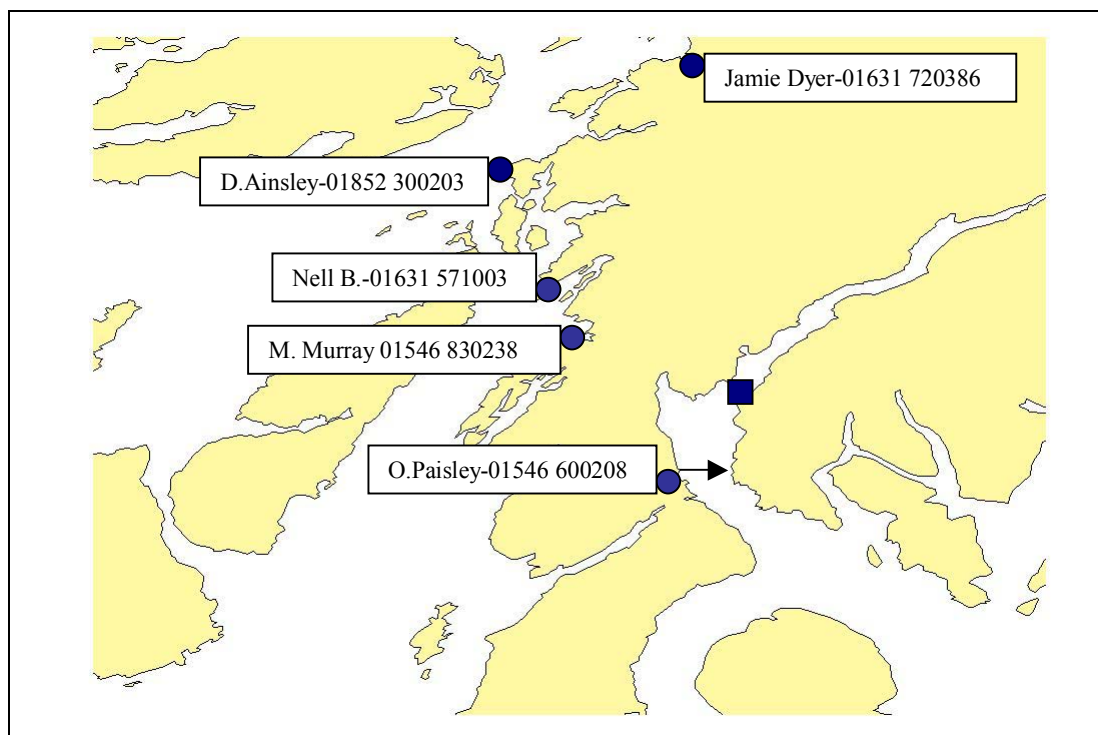 Jamie Dyer-01631 720386
D.Ainsley-01852 300203
Nell B.-01631 571003
M. Murray 01546 830238
O.Paisley-01546 600208